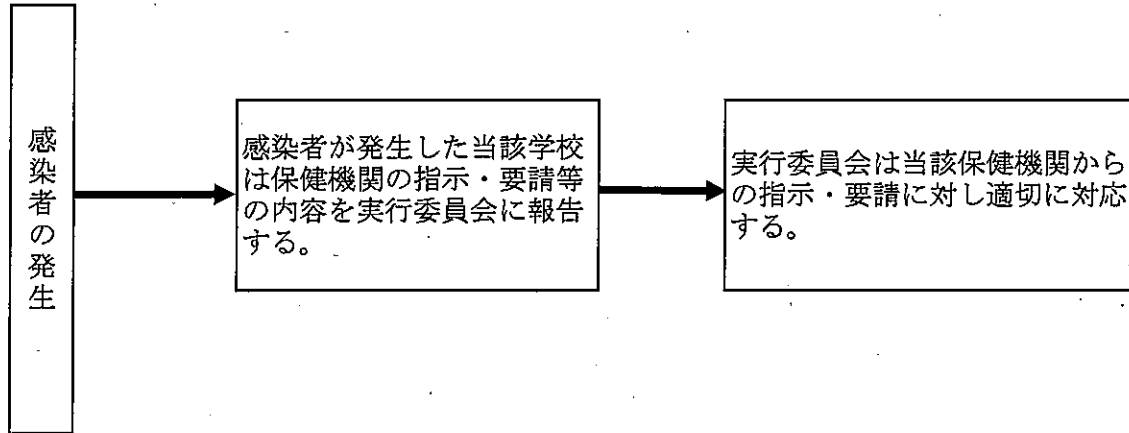 感染者の発生
感染者が発生した当該学校
は保健機関の指示・要請等
の内容を実行委員会に報告
する。
実行委員会は当該保健機関から
の指示・要請に対し適切に対応
する。